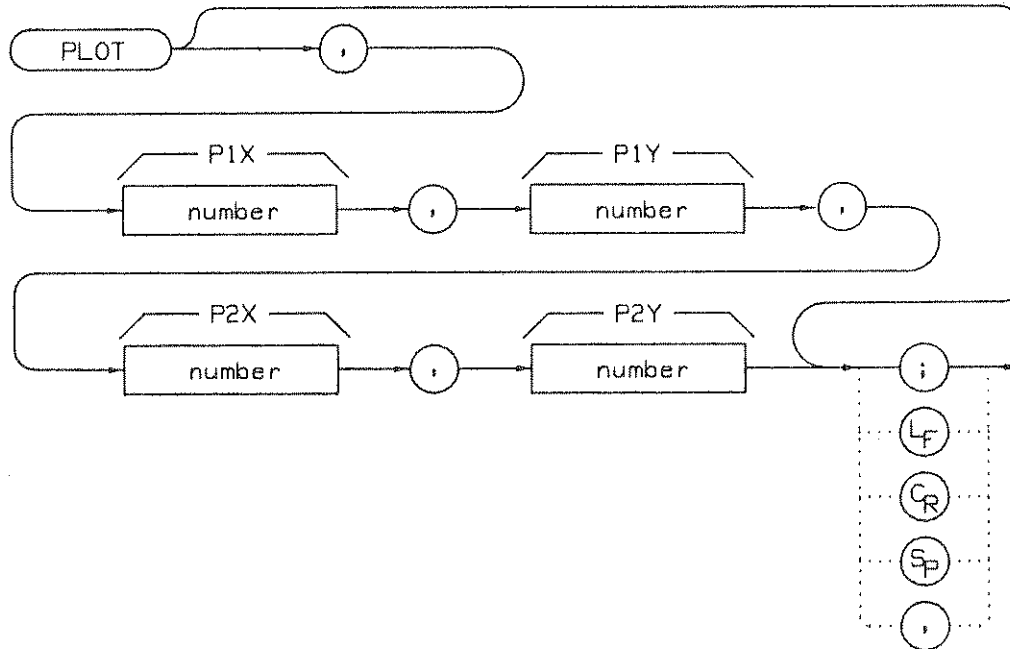 PLOT ,
P1X P1Y
number , number ,
P2X P2Y
number , number ;
LF
CR
SP
,